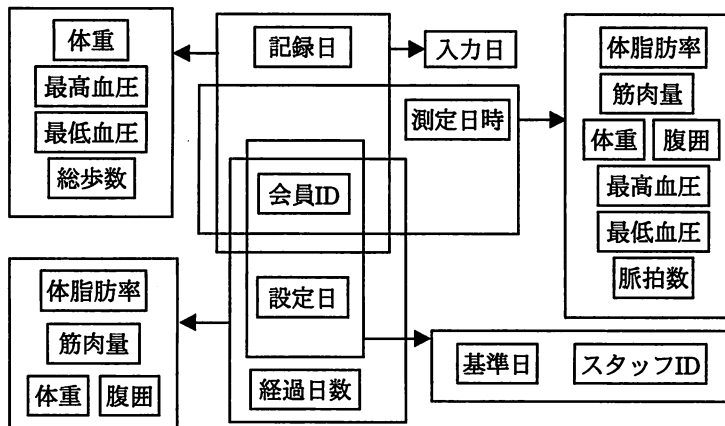 体重
最高血圧
最低血圧
総歩数
記録日
入力日
測定日時
会員ID
設定日
経過日数
体脂肪率
筋肉量
体重 腹囲
最高血圧
最低血圧
脈拍数
体脂肪率
筋肉量
体重 腹囲
基準日 スタッフID